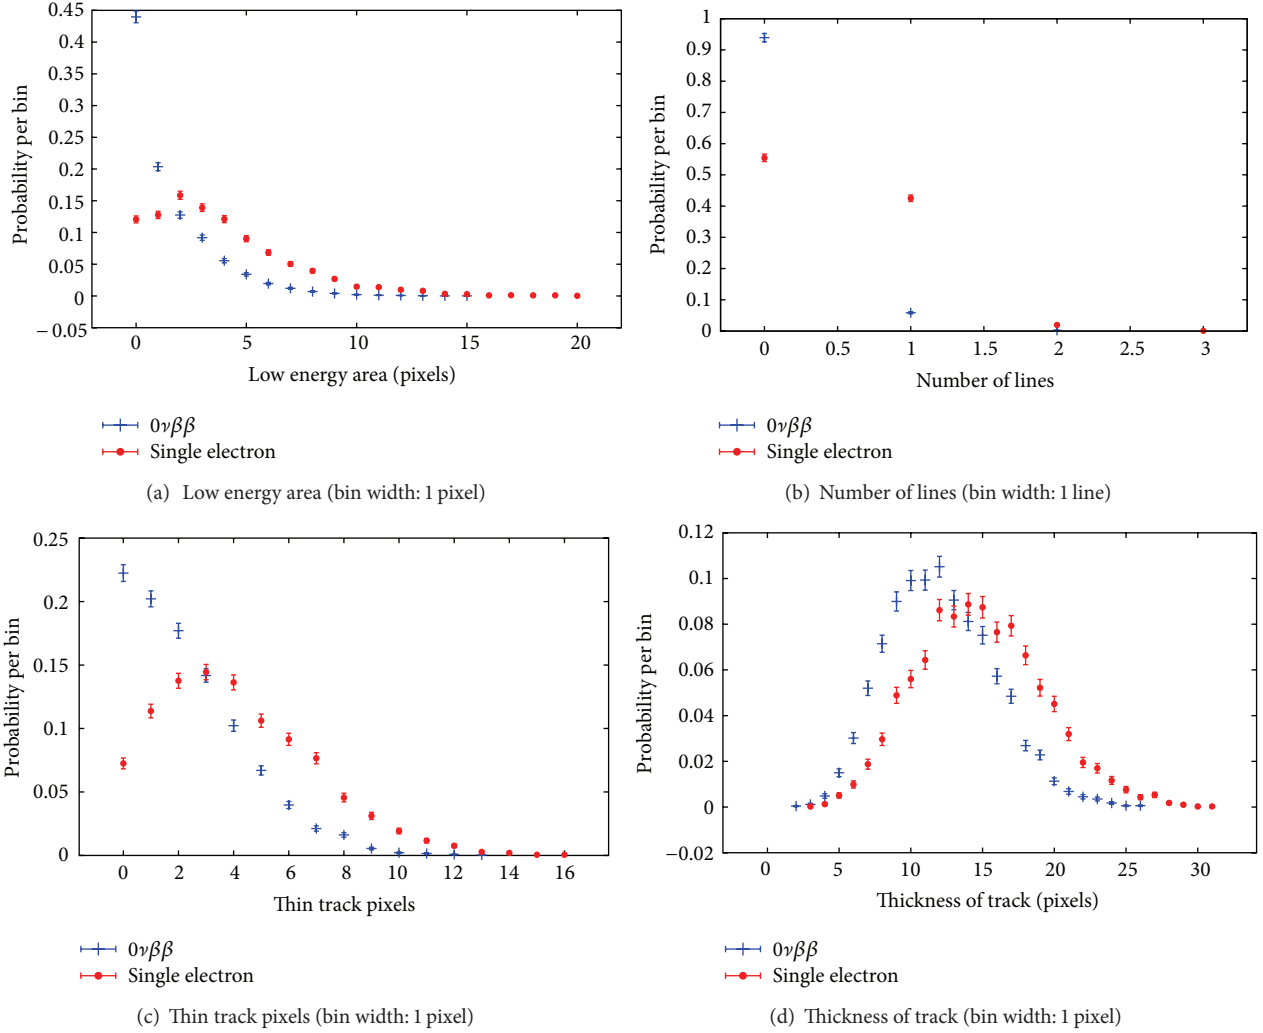 0.45
0.4
0.35
0.3
0.25
0.2
0.15
0.1
0.05
0
−0.05
Probability per bin
0 5 10 15 20
Low energy area (pixels)
0νββ
Single electron
(a) Low energy area (bin width: 1 pixel)
1
0.9
0.8
0.7
0.6
0.5
0.4
0.3
0.2
0.1
0
Probability per bin
0 0.5 1 1.5 2 2.5 3
Number of lines
0νββ
Single electron
(b) Number of lines (bin width: 1 line)
0.25
0.2
0.15
0.1
0.05
0
Probability per bin
0 2 4 6 8 10 12 14 16
Thin track pixels
0νββ
Single electron
(c) Thin track pixels (bin width: 1 pixel)
0.12
0.1
0.08
0.06
0.04
0.02
0
−0.02
Probability per bin
0 5 10 15 20 25 30
Thickness of track (pixels)
0νββ
Single electron
(d) Thickness of track (bin width: 1 pixel)